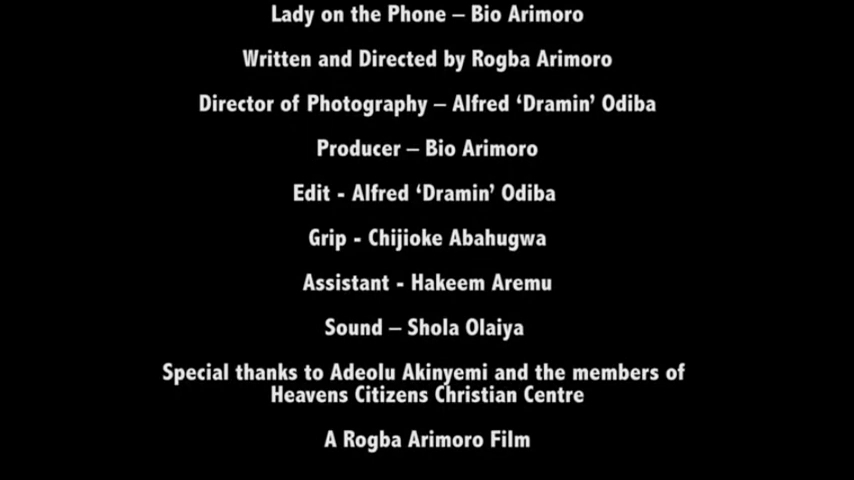 Lady on the Phone – Bio Arimoro
Written and Directed by Rogba Arimoro
Director of Photography – Alfred ‘Dramin’ Odiba
Producer – Bio Arimoro
Edit - Alfred ‘Dramin’ Odiba
Grip - Chijioke Abahugwa
Assistant - Hakeem Aremu
Sound – Shola Olaiya
Special thanks to Adeolu Akinyemi and the members of
Heavens Citizens Christian Centre
A Rogba Arimoro Film